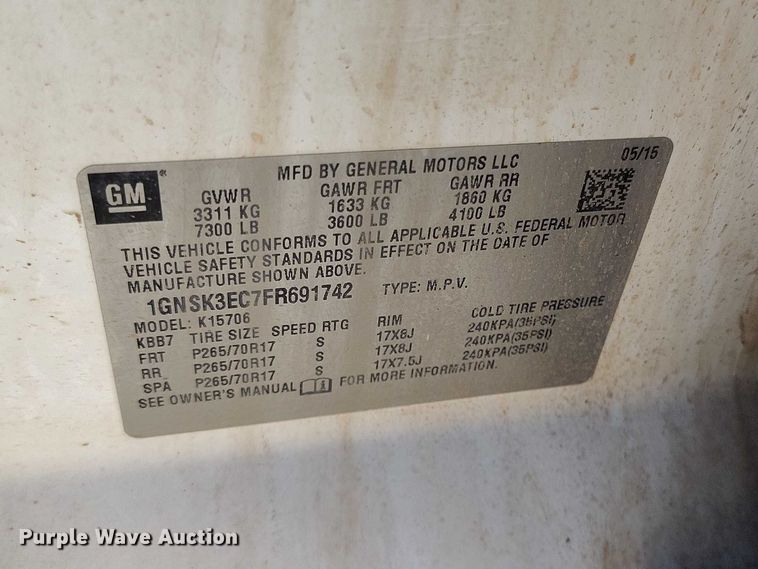 GM
®
MFD BY GENERAL MOTORS LLC
05/15
GVWR GAWR FRT GAWR RR
3311 KG 1633 KG 1860 KG
7300 LB 3600 LB 4100 LB
THIS VEHICLE CONFORMS TO ALL APPLICABLE U.S. FEDERAL MOTOR
VEHICLE SAFETY STANDARDS IN EFFECT ON THE DATE OF
MANUFACTURE SHOWN ABOVE.
1GNSK3EC7FR691742 TYPE: M.P.V.
MODEL: K15706
KBB7 TIRE SIZE SPEED RTG RIM COLD TIRE PRESSURE
FRT P265/70R17 S 17X8J 240KPA(35PSI)
RR P265/70R17 S 17X8J 240KPA(35PSI)
SPA P265/70R17 S 17X7.5J 240KPA(35PSI)
SEE OWNER'S MANUAL FOR MORE INFORMATION.
Purple Wave Auction